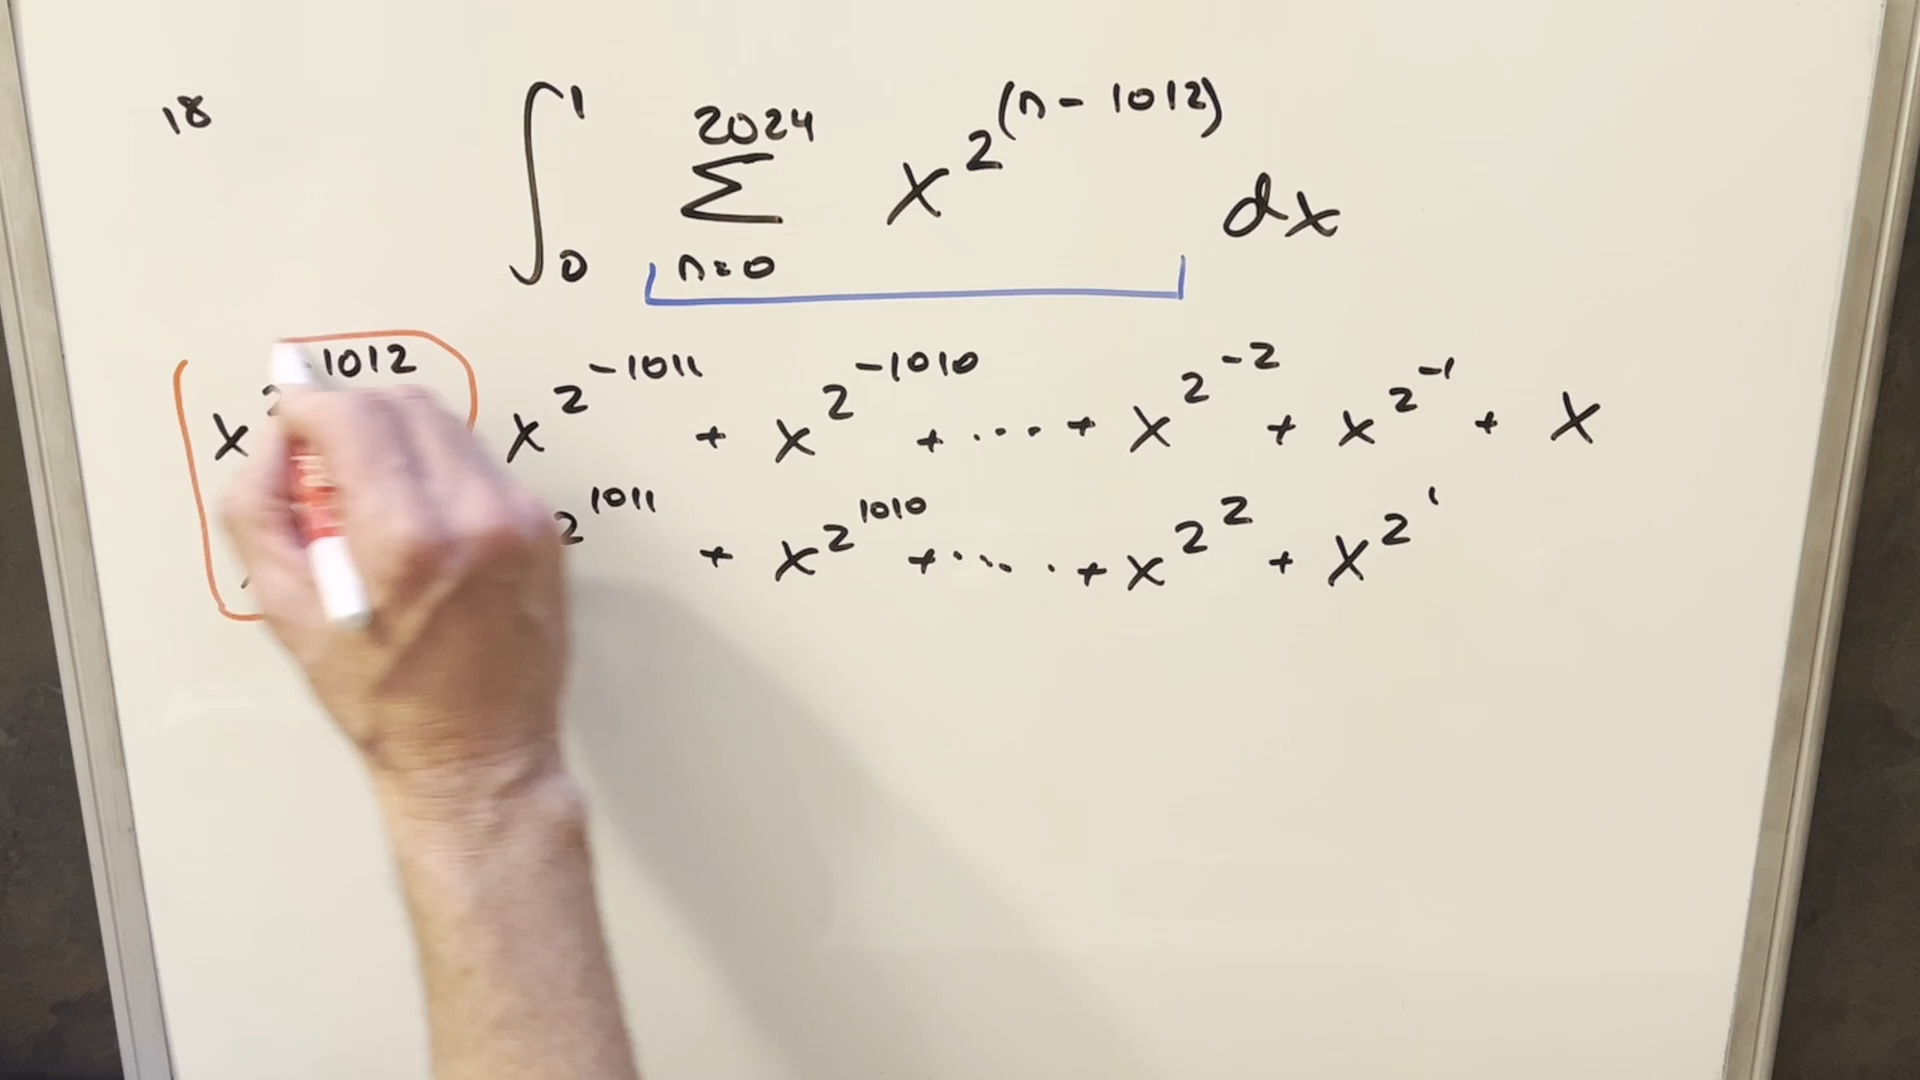 18
∫₀¹ ∑_{n=0}^{2024} x^{2^{(n-1012)}} dx
x^{2^{-1012}} x^{2^{-1011}} + x^{2^{-1010}} + ... + x^{2^{-2}} + x^{2^{-1}} + x
2^{1011} + x^{2^{1010}} + .... + x^{2^{2}} + x^{2^{1}}